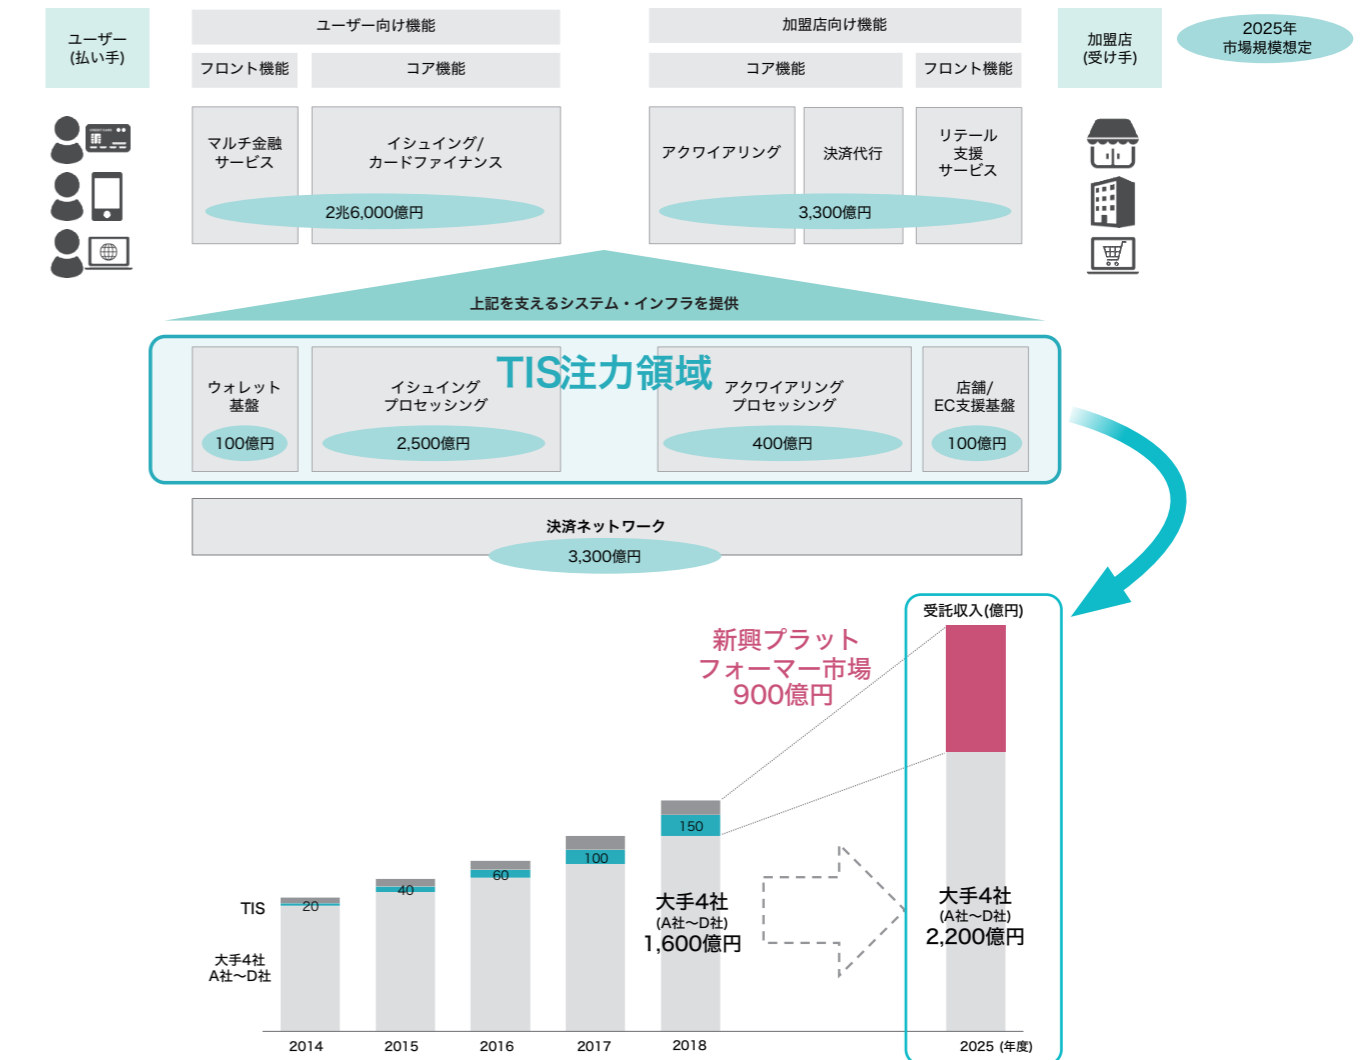 ユーザー
(払い手)
ユーザー向け機能
加盟店向け機能
加盟店
(受け手)
2025年
市場規模想定
フロント機能
コア機能
コア機能
フロント機能
マルチ金融
サービス
イシュイング/
カードファイナンス
2兆6,000億円
アクワイアリング
決済代行
リテール
支援
サービス
3,300億円
上記を支えるシステム・インフラを提供
TIS注力領域
ウォレット
基盤
100億円
イシュイング
プロセッシング
2,500億円
アクワイアリング
プロセッシング
400億円
店舗/
EC支援基盤
100億円
決済ネットワーク
3,300億円
受託収入(億円)
新興プラット
フォーマー市場
900億円
TIS
大手4社
A社〜D社
20
40
60
100
150
大手4社
(A社〜D社)
1,600億円
大手4社
(A社〜D社)
2,200億円
2014
2015
2016
2017
2018
2025 (年度)